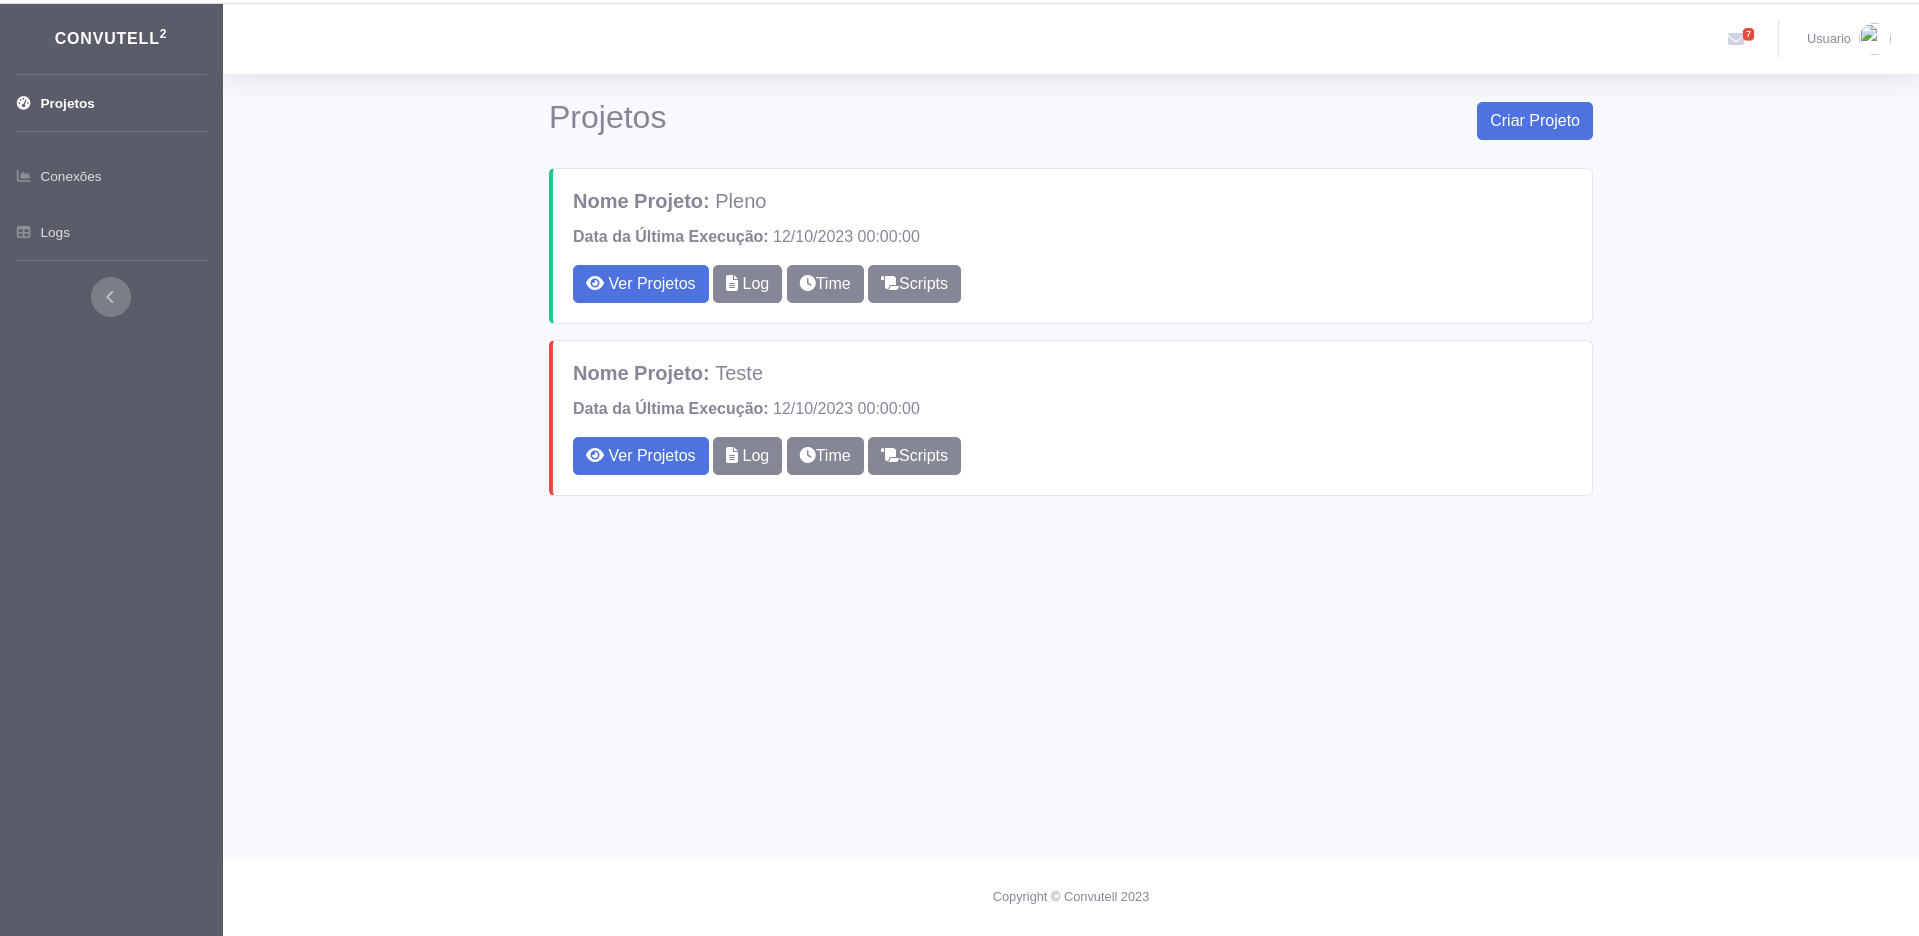 CONVUTELL2
Projetos
Conexões
Logs
7
Usuario
Projetos
Criar Projeto
Nome Projeto: Pleno
Data da Última Execução: 12/10/2023 00:00:00
Ver Projetos Log Time Scripts
Nome Projeto: Teste
Data da Última Execução: 12/10/2023 00:00:00
Ver Projetos Log Time Scripts
Copyright © Convutell 2023